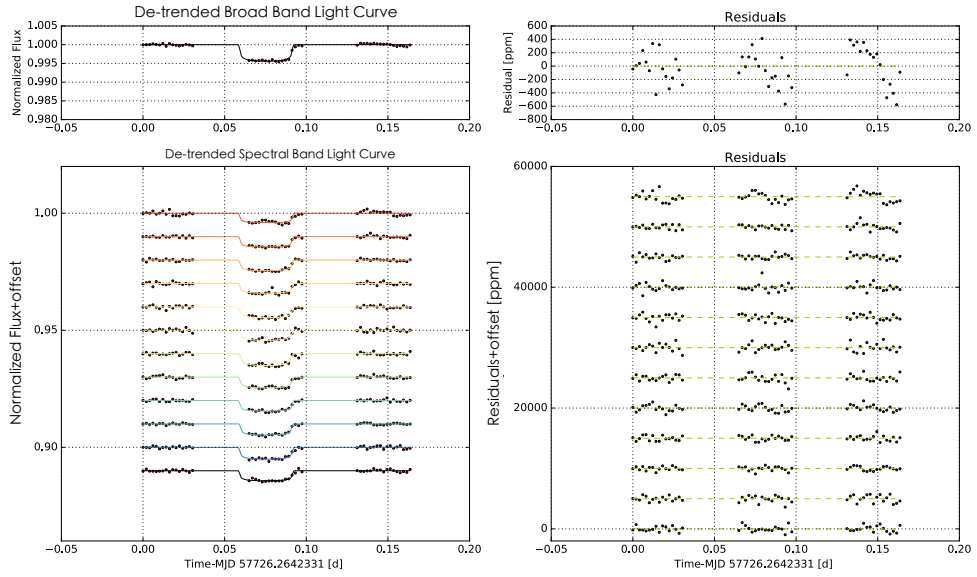 De-trended Broad Band Light Curve
Normalized Flux
1.005
1.000
0.995
0.990
0.985
0.980
−0.05 0.00 0.05 0.10 0.15 0.20
Residuals
Residual [ppm]
600
400
200
0
−200
−400
−600
−800
−0.05 0.00 0.05 0.10 0.15 0.20
De-trended Spectral Band Light Curve
Normalized Flux+offset
1.00
0.95
0.90
−0.05 0.00 0.05 0.10 0.15 0.20
Time-MJD 57726.2642331 [d]
Residuals
Residuals+offset [ppm]
60000
40000
20000
0
−0.05 0.00 0.05 0.10 0.15 0.20
Time-MJD 57726.2642331 [d]